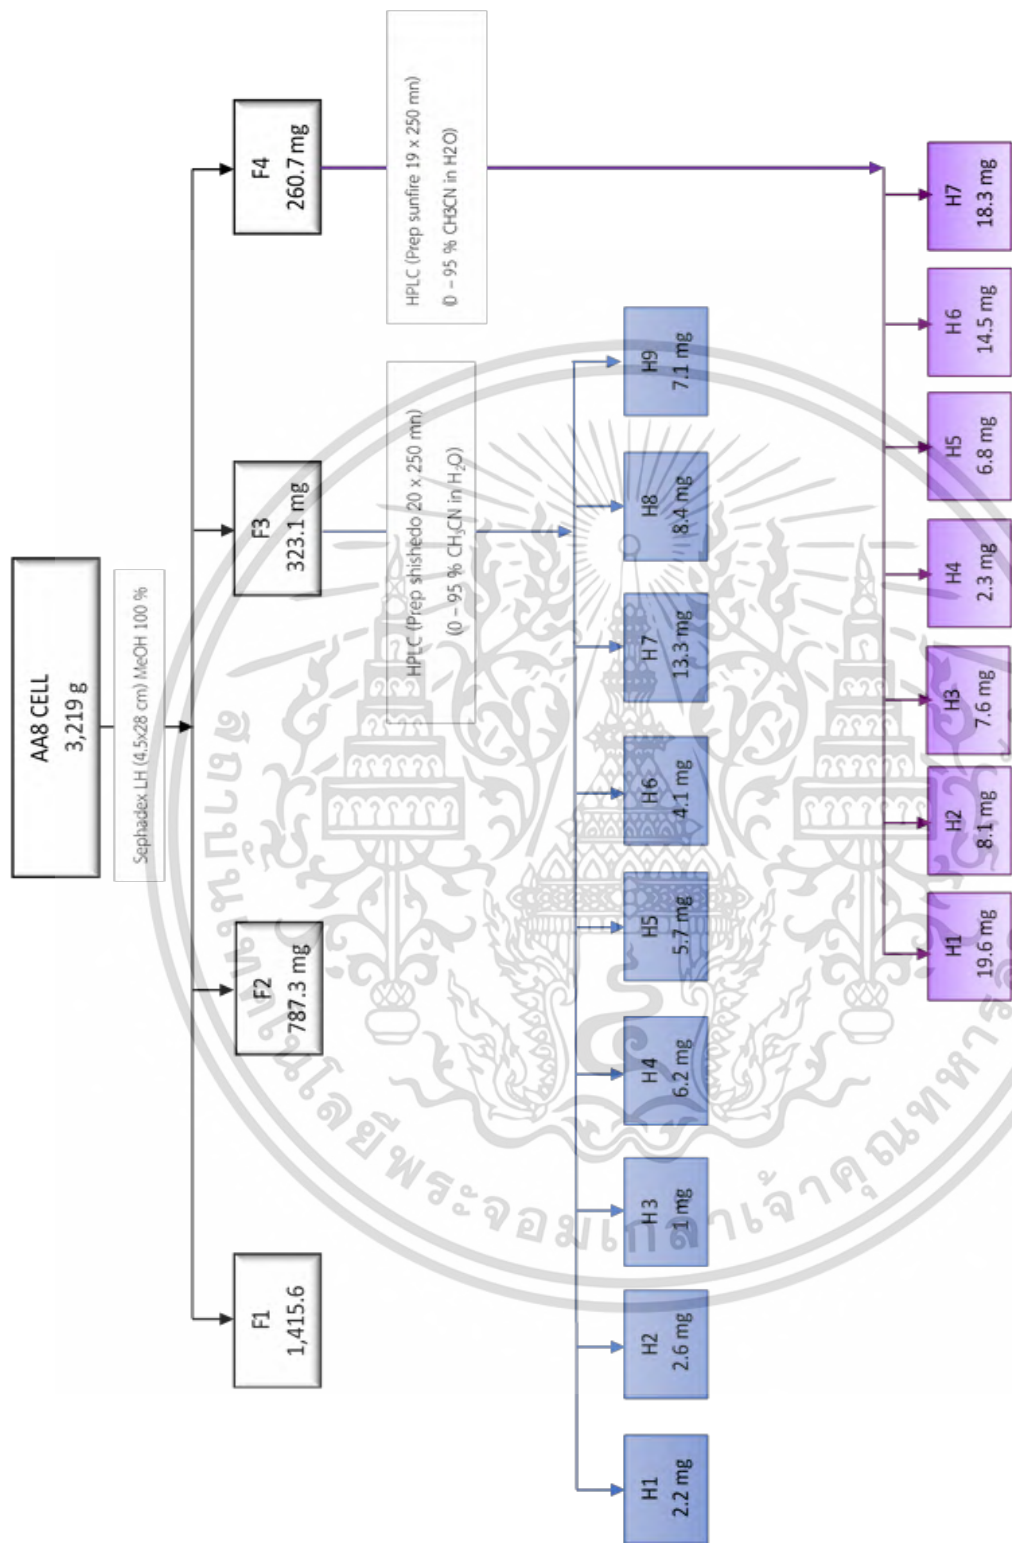 AA8 CELL
3,219 g
Sephadex LH (4.5x28 cm) MeOH 100 %
F1
1,415.6
F2
787.3 mg
F3
323.1 mg
F4
260.7 mg
HPLC (Prep shishedo 20 x 250 mn)
(0 – 95 % CH₃CN in H₂O)
HPLC (Prep sunfire 19 x 250 mn)
(0 – 95 % CH3CN in H2O)
H1
2.2 mg
H2
2.6 mg
H3
1 mg
H4
6.2 mg
H5
5.7 mg
H6
4.1 mg
H7
13.3 mg
H8
8.4 mg
H9
7.1 mg
H1
19.6 mg
H2
8.1 mg
H3
7.6 mg
H4
2.3 mg
H5
6.8 mg
H6
14.5 mg
H7
18.3 mg